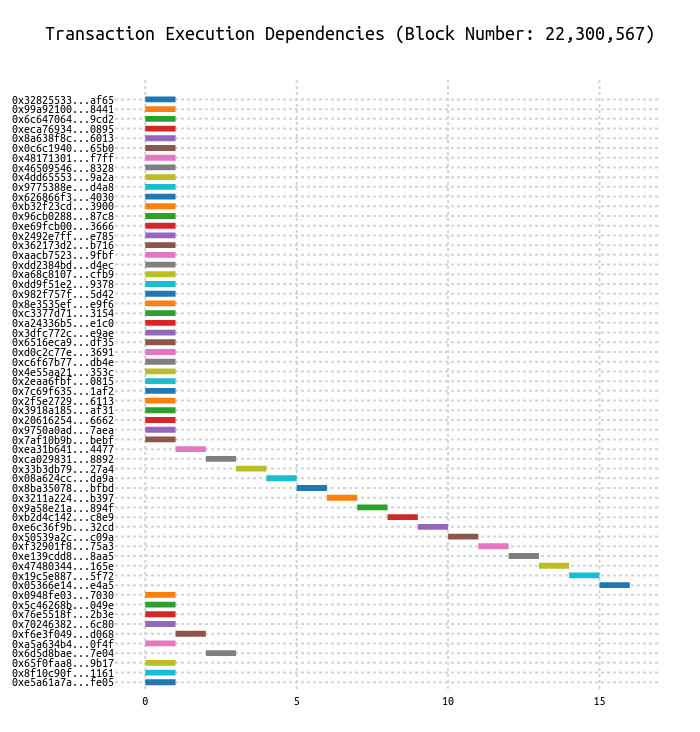 Transaction Execution Dependencies (Block Number: 22,300,567)
0x32825533...af65
0x99a92100...8441
0x6c647064...9cd2
0xeca76934...0895
0x8a638f8c...6013
0x0c6c1940...65b0
0x48171301...f7ff
0x46509546...8328
0x4dd65553...9a2a
0x9775388e...d4a8
0x626866f3...4030
0xb32f23cd...3900
0x96cb0288...87c8
0xe69fcb00...3666
0x2492e7ff...e785
0x362173d2...b716
0xaacb7523...9fbf
0xdd2384bd...d4ec
0xa68c8107...cfb9
0xdd9f51e2...9378
0x982f757f...5d42
0x8e3535ef...e9f6
0xc3377d71...3154
0xa24336b5...e1c0
0x3dfc772c...e9ae
0x6516eca9...df35
0xd0c2c77e...3691
0xc6f67b77...db4e
0x4e55aa21...353c
0x2eaa6fbf...0815
0x7c69f635...1af2
0x2f5e2729...6113
0x3918a185...af31
0x20616254...6662
0x9750a0ad...7aea
0x7af10b9b...bebf
0xea31b641...4477
0xca029831...8892
0x33b3db79...27a4
0x08a624cc...da9a
0x8ba35078...bfbd
0x3211a224...b397
0x9a58e21a...894f
0xb2d4c142...c8e9
0xe6c36f9b...32cd
0x50539a2c...c09a
0xf32901f8...75a3
0xe139cdd8...8aa5
0x47480344...165e
0x19c5e887...5f72
0x05366e14...e4a5
0x0948fe03...7030
0x5c46268b...049e
0x76e5518f...2b3e
0x70246382...6c80
0xf6e3f049...d068
0xa5a634b4...0f4f
0x6d5d8bae...7e04
0x65f0faa8...9b17
0x8f10c90f...1161
0xe5a61a7a...fe05
0 5 10 15